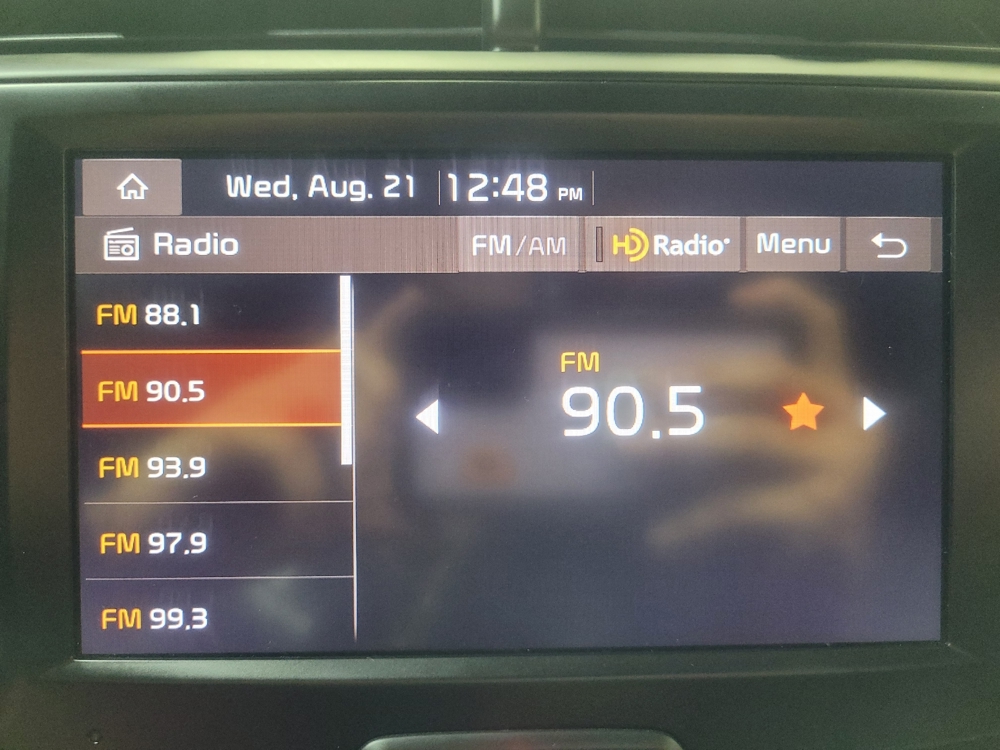 Wed, Aug. 21 12:48 PM
Radio FM/AM HD Radio Menu
FM 88.1
FM 90.5
FM 93.9
FM 97.9
FM 99.3
FM
90.5